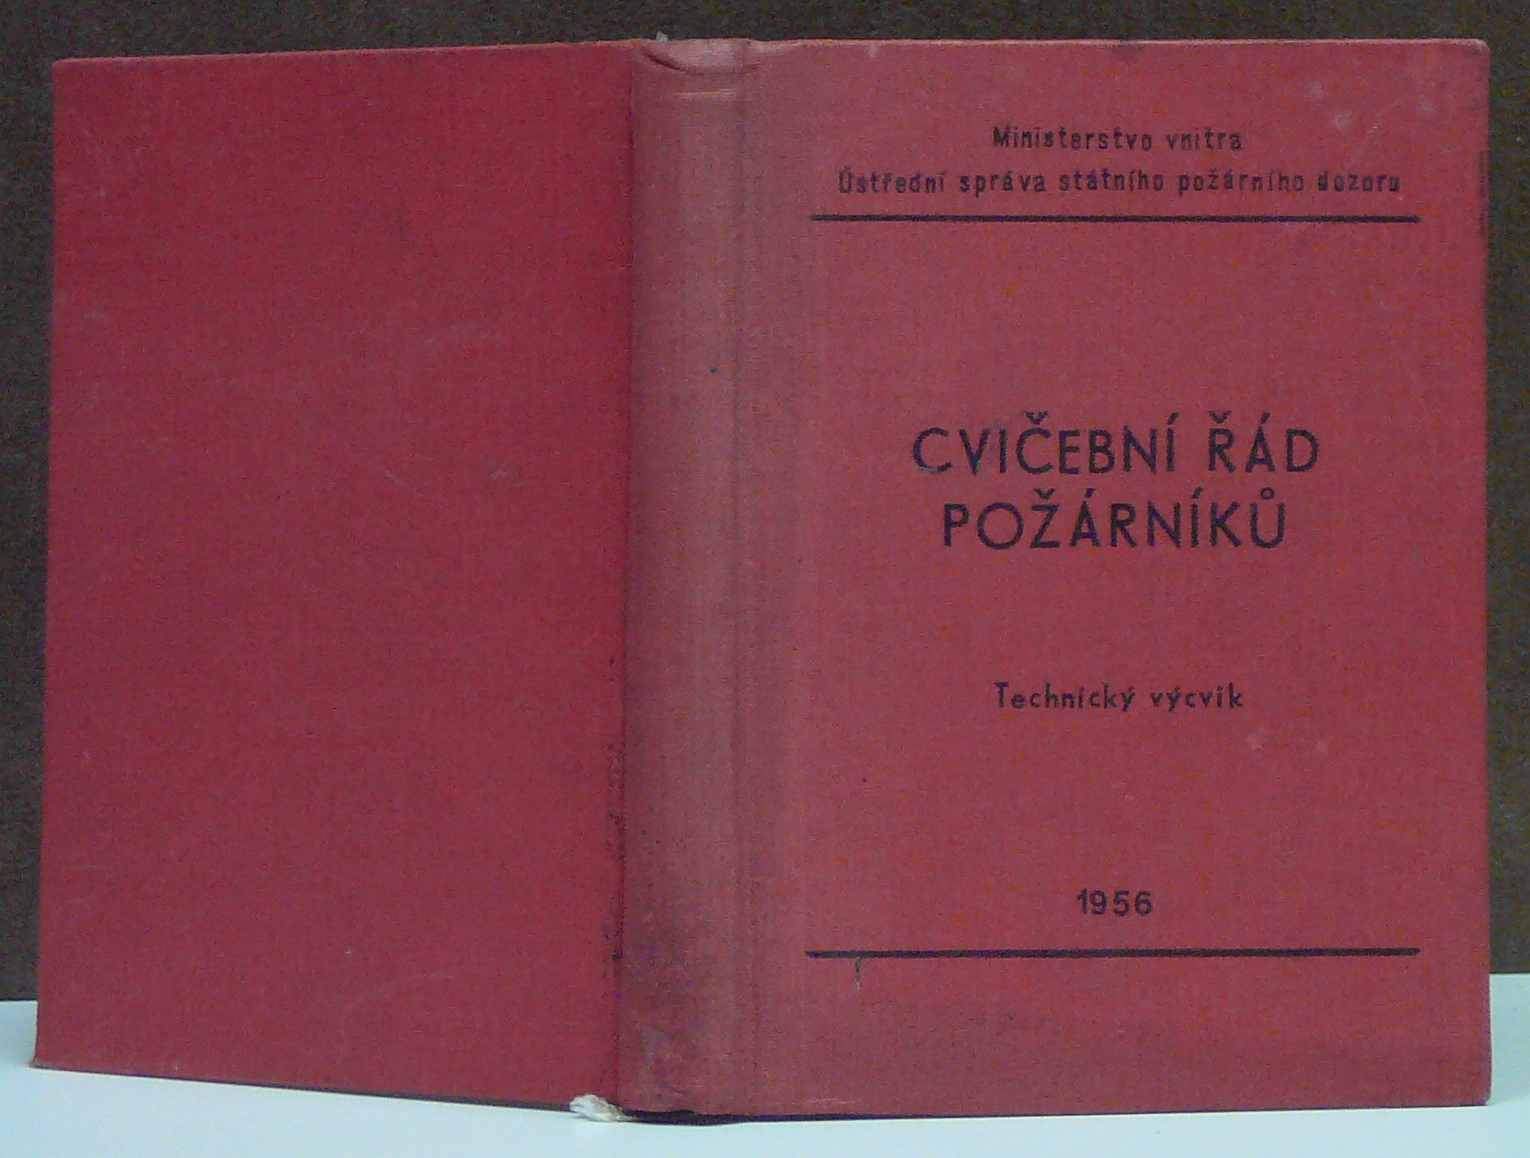 Ministerstvo vnitra
Ústřední správa státního požárního dozoru
CVIČEBNÍ ŘÁD
POŽÁRNÍKŮ
Technický výcvik
1956